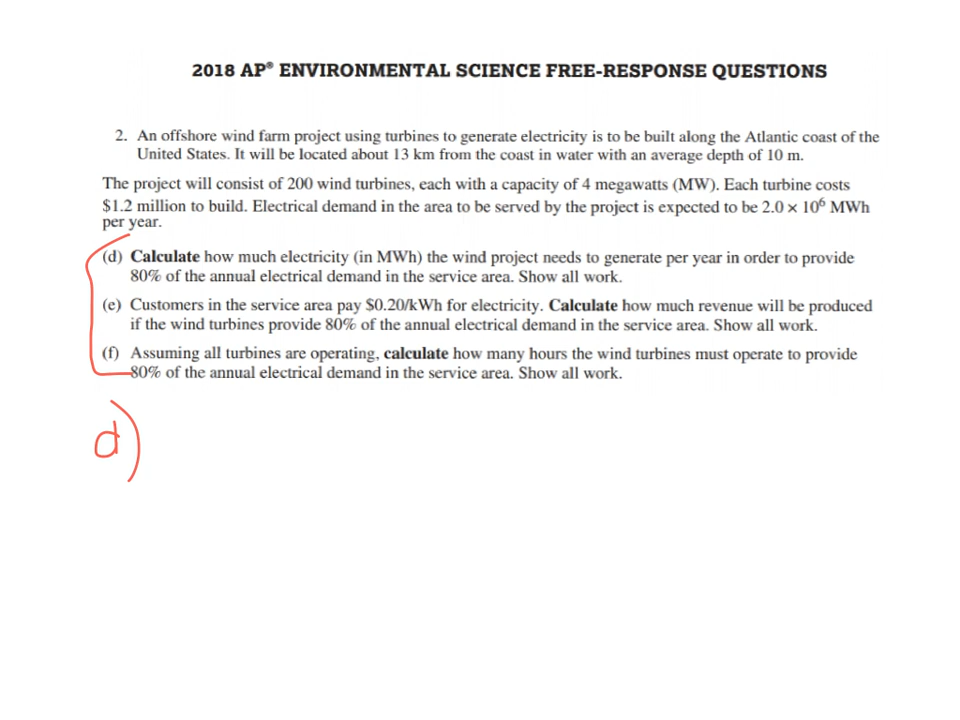 2018 AP® ENVIRONMENTAL SCIENCE FREE-RESPONSE QUESTIONS
2. An offshore wind farm project using turbines to generate electricity is to be built along the Atlantic coast of the
United States. It will be located about 13 km from the coast in water with an average depth of 10 m.
The project will consist of 200 wind turbines, each with a capacity of 4 megawatts (MW). Each turbine costs
$1.2 million to build. Electrical demand in the area to be served by the project is expected to be 2.0 × 10⁶ MWh
per year.
(d) Calculate how much electricity (in MWh) the wind project needs to generate per year in order to provide
80% of the annual electrical demand in the service area. Show all work.
(e) Customers in the service area pay $0.20/kWh for electricity. Calculate how much revenue will be produced
if the wind turbines provide 80% of the annual electrical demand in the service area. Show all work.
(f) Assuming all turbines are operating, calculate how many hours the wind turbines must operate to provide
80% of the annual electrical demand in the service area. Show all work.
d)